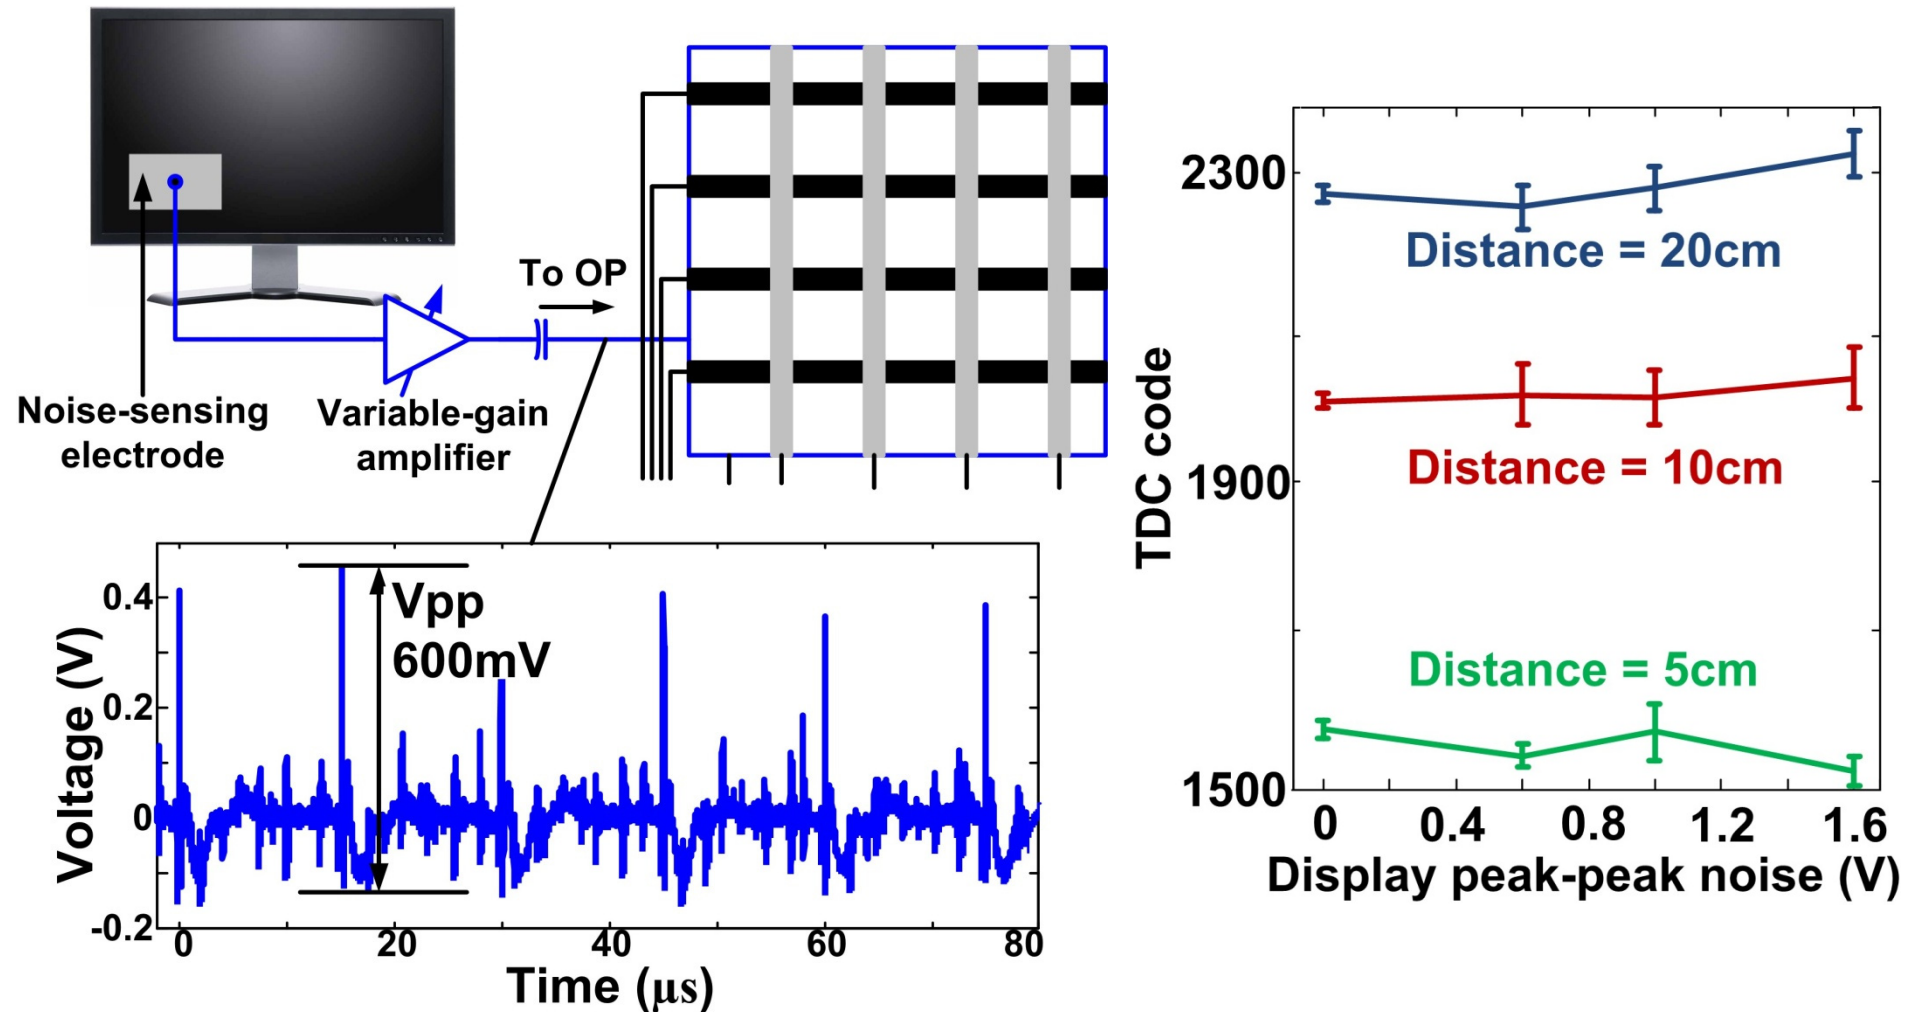 To OP
Noise-sensing
electrode
Variable-gain
amplifier
Vpp
600mV
0.4
0.2
0
-0.2
Voltage (V)
0
20
40
60
80
Time (µs)
TDC code
2300
1900
1500
Distance = 20cm
Distance = 10cm
Distance = 5cm
0
0.4
0.8
1.2
1.6
Display peak-peak noise (V)